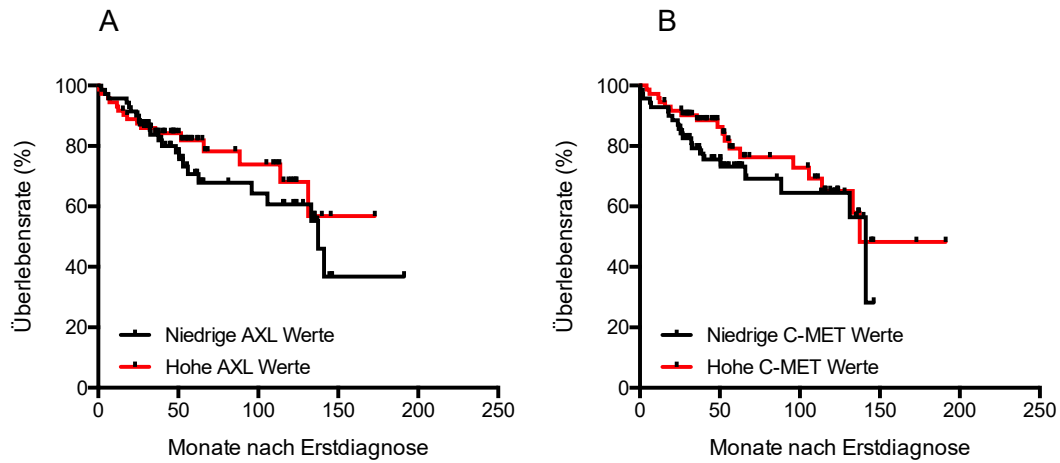 A
Überlebensrate (%)
100
80
60
40
20
0
0 50 100 150 200 250
Monate nach Erstdiagnose
Niedrige AXL Werte
Hohe AXL Werte
B
Überlebensrate (%)
100
80
60
40
20
0
0 50 100 150 200 250
Monate nach Erstdiagnose
Niedrige C-MET Werte
Hohe C-MET Werte